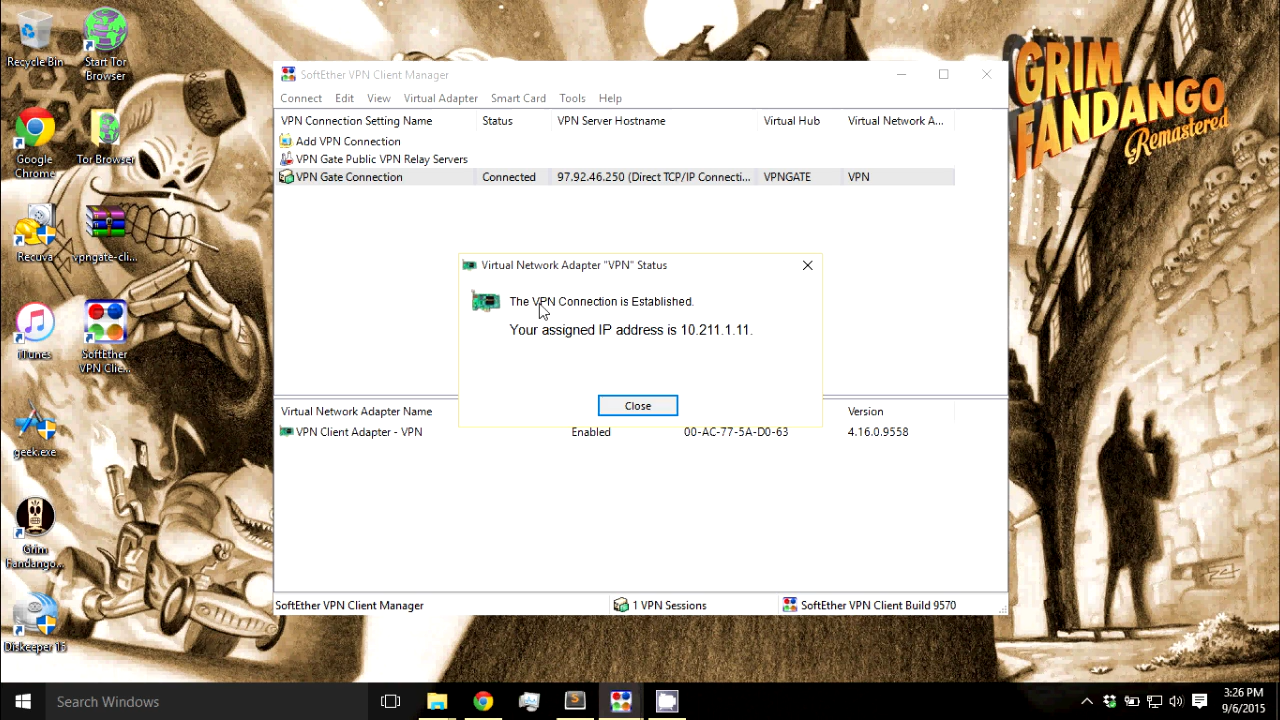 Recycle Bin
Start Tor
Browser
Google
Chrome
Tor Browser
Recuva
vpngate-cli...
iTunes
SoftEther
VPN Clie...
geek.exe
Grim
Fandango...
Diskeeper 15
GRIM
FANDANGO
Remastered
SoftEther VPN Client Manager
Connect Edit View Virtual Adapter Smart Card Tools Help
VPN Connection Setting Name Status VPN Server Hostname Virtual Hub Virtual Network A...
Add VPN Connection
VPN Gate Public VPN Relay Servers
VPN Gate Connection Connected 97.92.46.250 (Direct TCP/IP Connecti... VPNGATE VPN
Virtual Network Adapter "VPN" Status
The VPN Connection is Established.
Your assigned IP address is 10.211.1.11.
Close
Virtual Network Adapter Name Version
VPN Client Adapter - VPN Enabled 00-AC-77-5A-D0-63 4.16.0.9558
SoftEther VPN Client Manager 1 VPN Sessions SoftEther VPN Client Build 9570
Search Windows
3:26 PM
9/6/2015